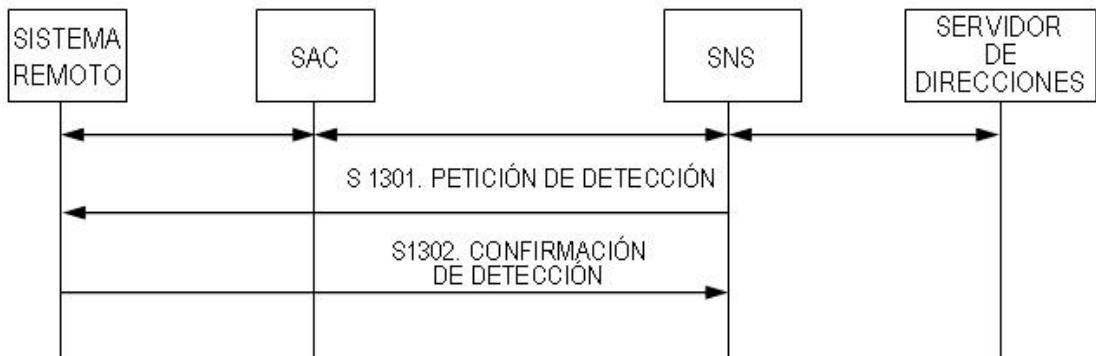 SISTEMA
REMOTO
SAC
SNS
SERVIDOR
DE
DIRECCIONES
S 1301. PETICIÓN DE DETECCIÓN
S1302. CONFIRMACIÓN
DE DETECCIÓN